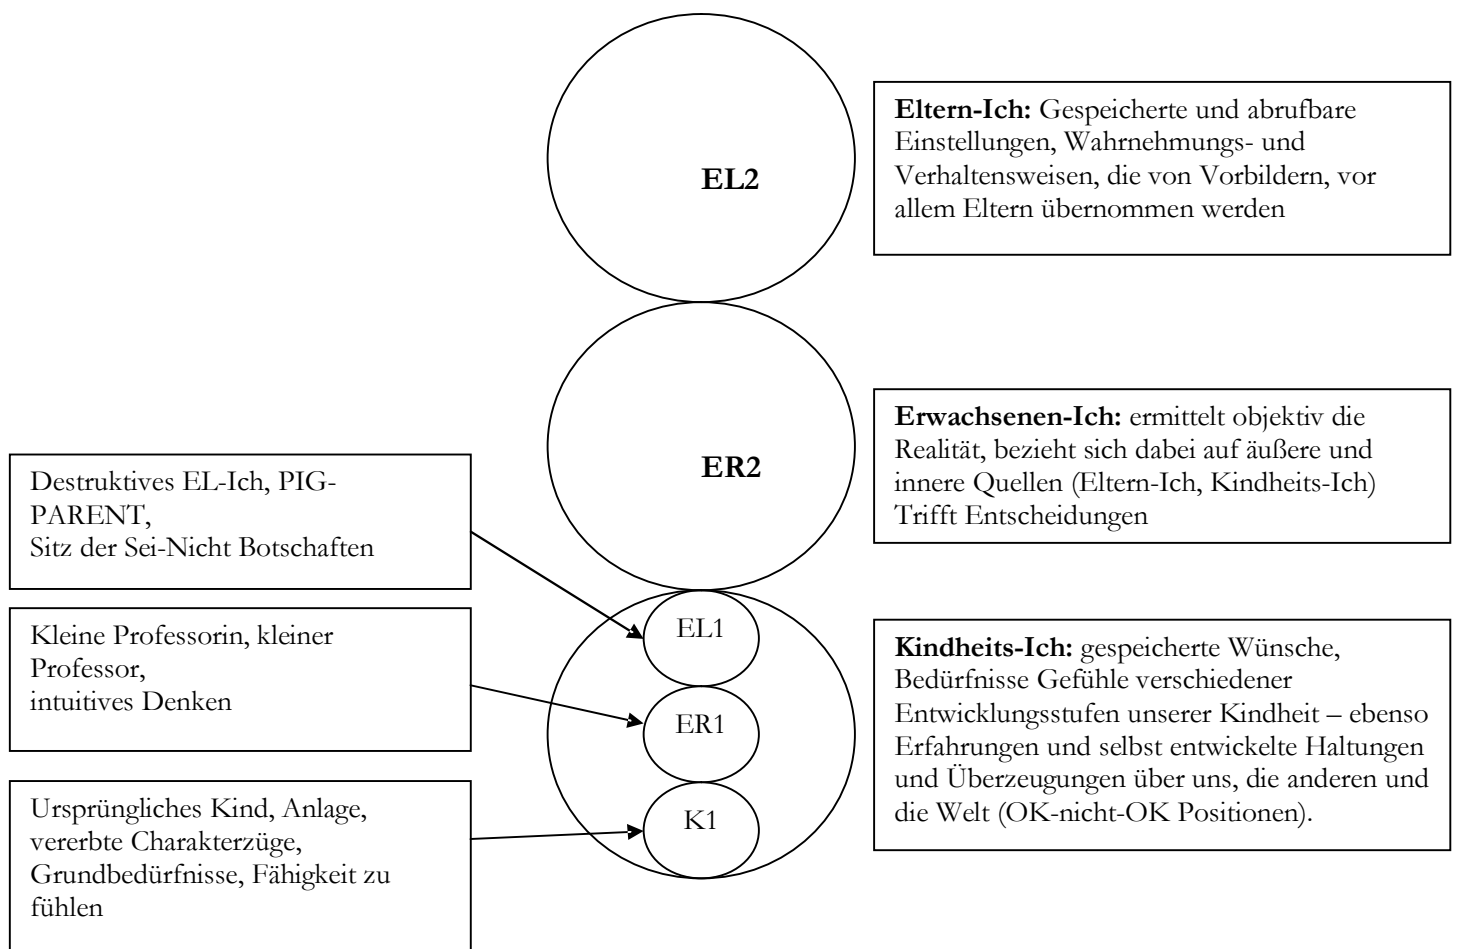 EL2
Eltern-Ich: Gespeicherte und abrufbare
Einstellungen, Wahrnehmungs- und
Verhaltensweisen, die von Vorbildern, vor
allem Eltern übernommen werden
ER2
Erwachsenen-Ich: ermittelt objektiv die
Realität, bezieht sich dabei auf äußere und
innere Quellen (Eltern-Ich, Kindheits-Ich)
Trifft Entscheidungen
Destruktives EL-Ich, PIG-
PARENT,
Sitz der Sei-Nicht Botschaften
EL1
Kleine Professorin, kleiner
Professor,
intuitives Denken
ER1
Ursprüngliches Kind, Anlage,
vererbte Charakterzüge,
Grundbedürfnisse, Fähigkeit zu
fühlen
K1
Kindheits-Ich: gespeicherte Wünsche,
Bedürfnisse Gefühle verschiedener
Entwicklungsstufen unserer Kindheit – ebenso
Erfahrungen und selbst entwickelte Haltungen
und Überzeugungen über uns, die anderen und
die Welt (OK-nicht-OK Positionen).